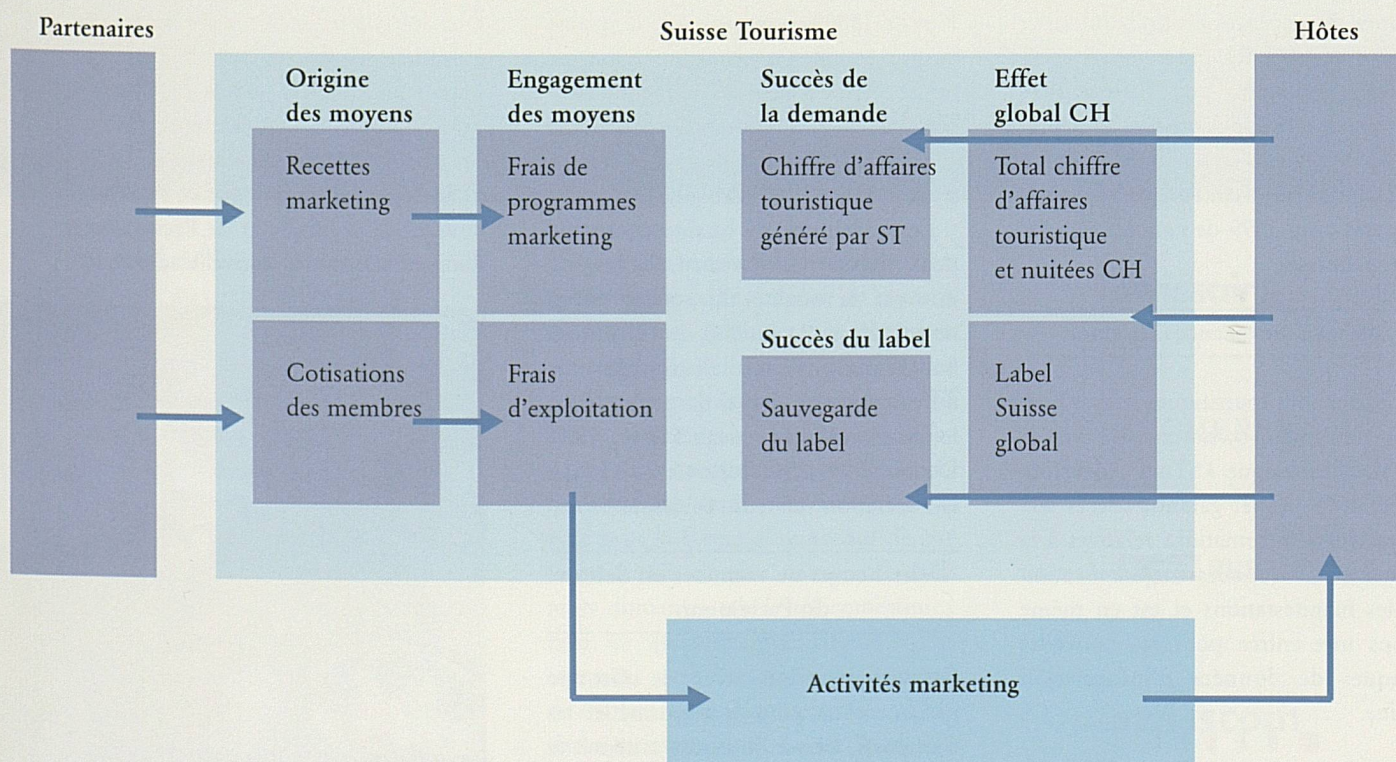 Partenaires
Suisse Tourisme
Hôtes
Origine
des moyens
Recettes
marketing
Cotisations
des membres
Engagement
des moyens
Frais de
programmes
marketing
Frais
d'exploitation
Succès de
la demande
Chiffre d'affaires
touristique
généré par ST
Succès du label
Sauvegarde
du label
Effet
global CH
Total chiffre
d'affaires
touristique
et nuitées CH
Label
Suisse
global
Activités marketing